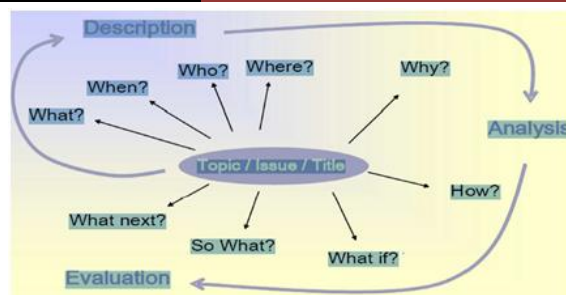 Description
Who? Where? Why?
When?
What?
Analysis
Topic / Issue / Title
How?
What next?
So What?
What if?
Evaluation